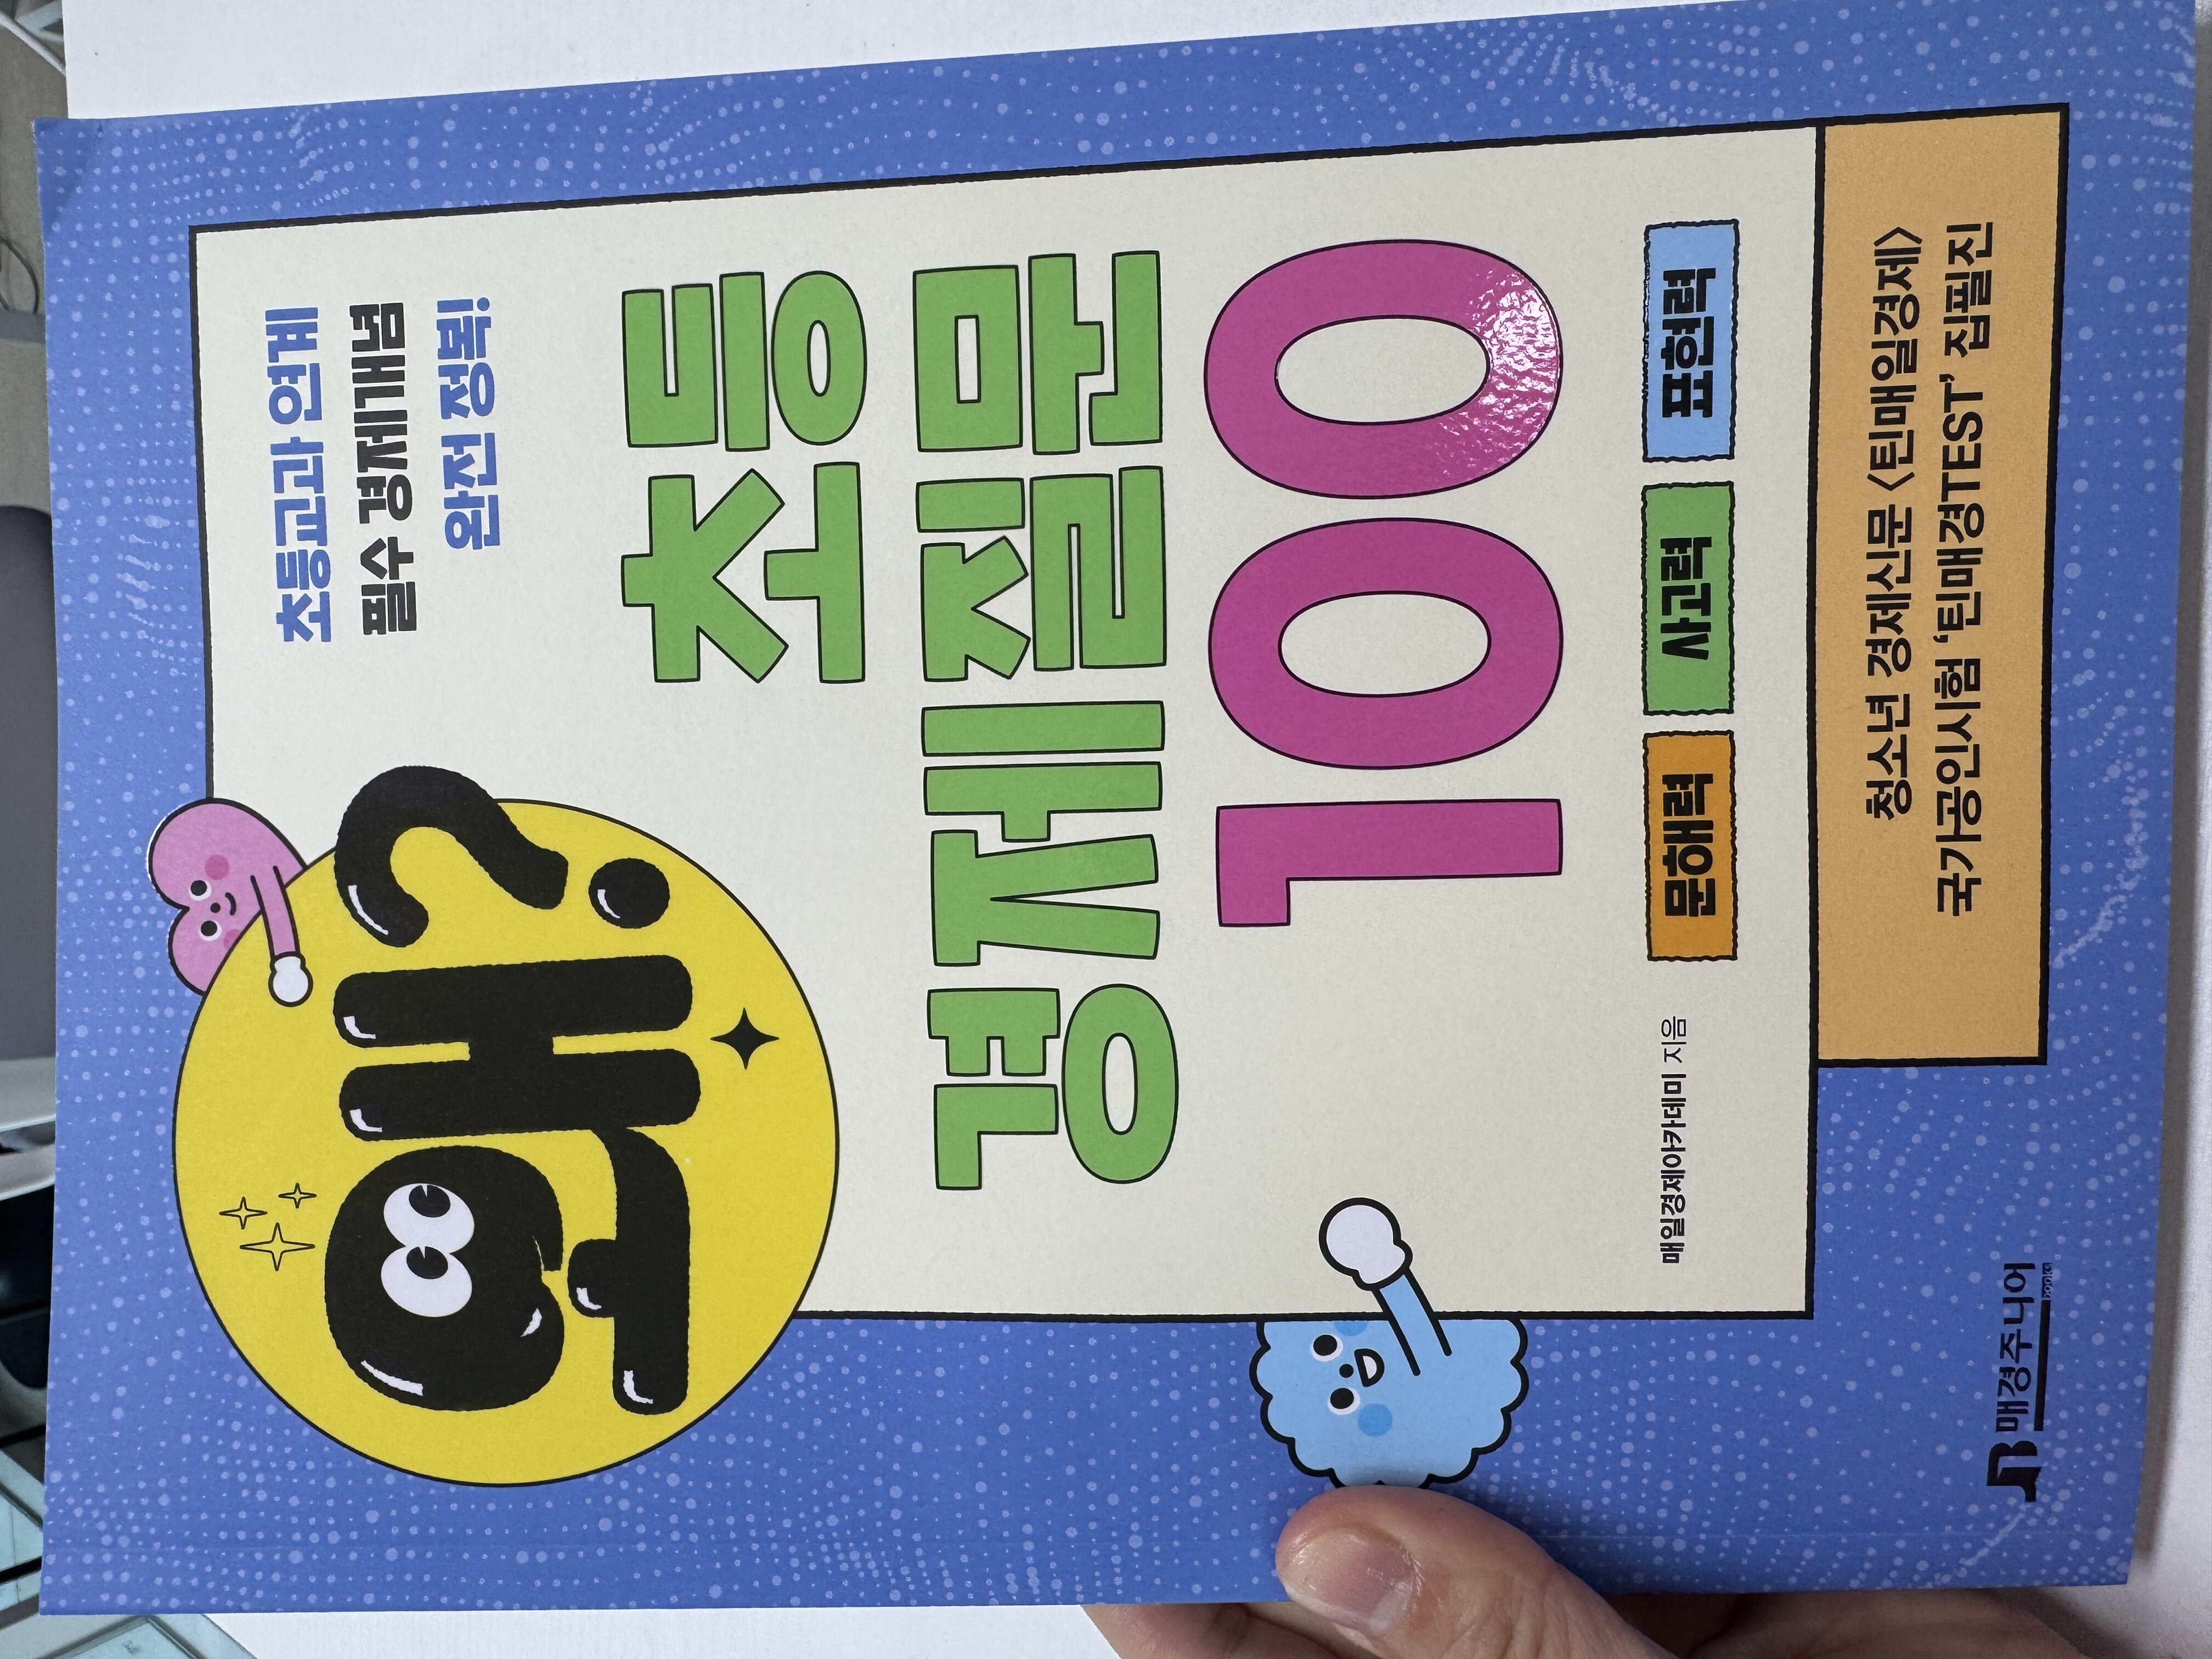 왜?
초등교과 연계
필수 경제개념
완전 정복!
초등
경제질문
100
매일경제아카데미 지음
문해력 사고력 표현력
청소년 경제신문 <틴매일경제>
국가공인시험 ‘틴매경TEST’ 집필진
매경주니어
books